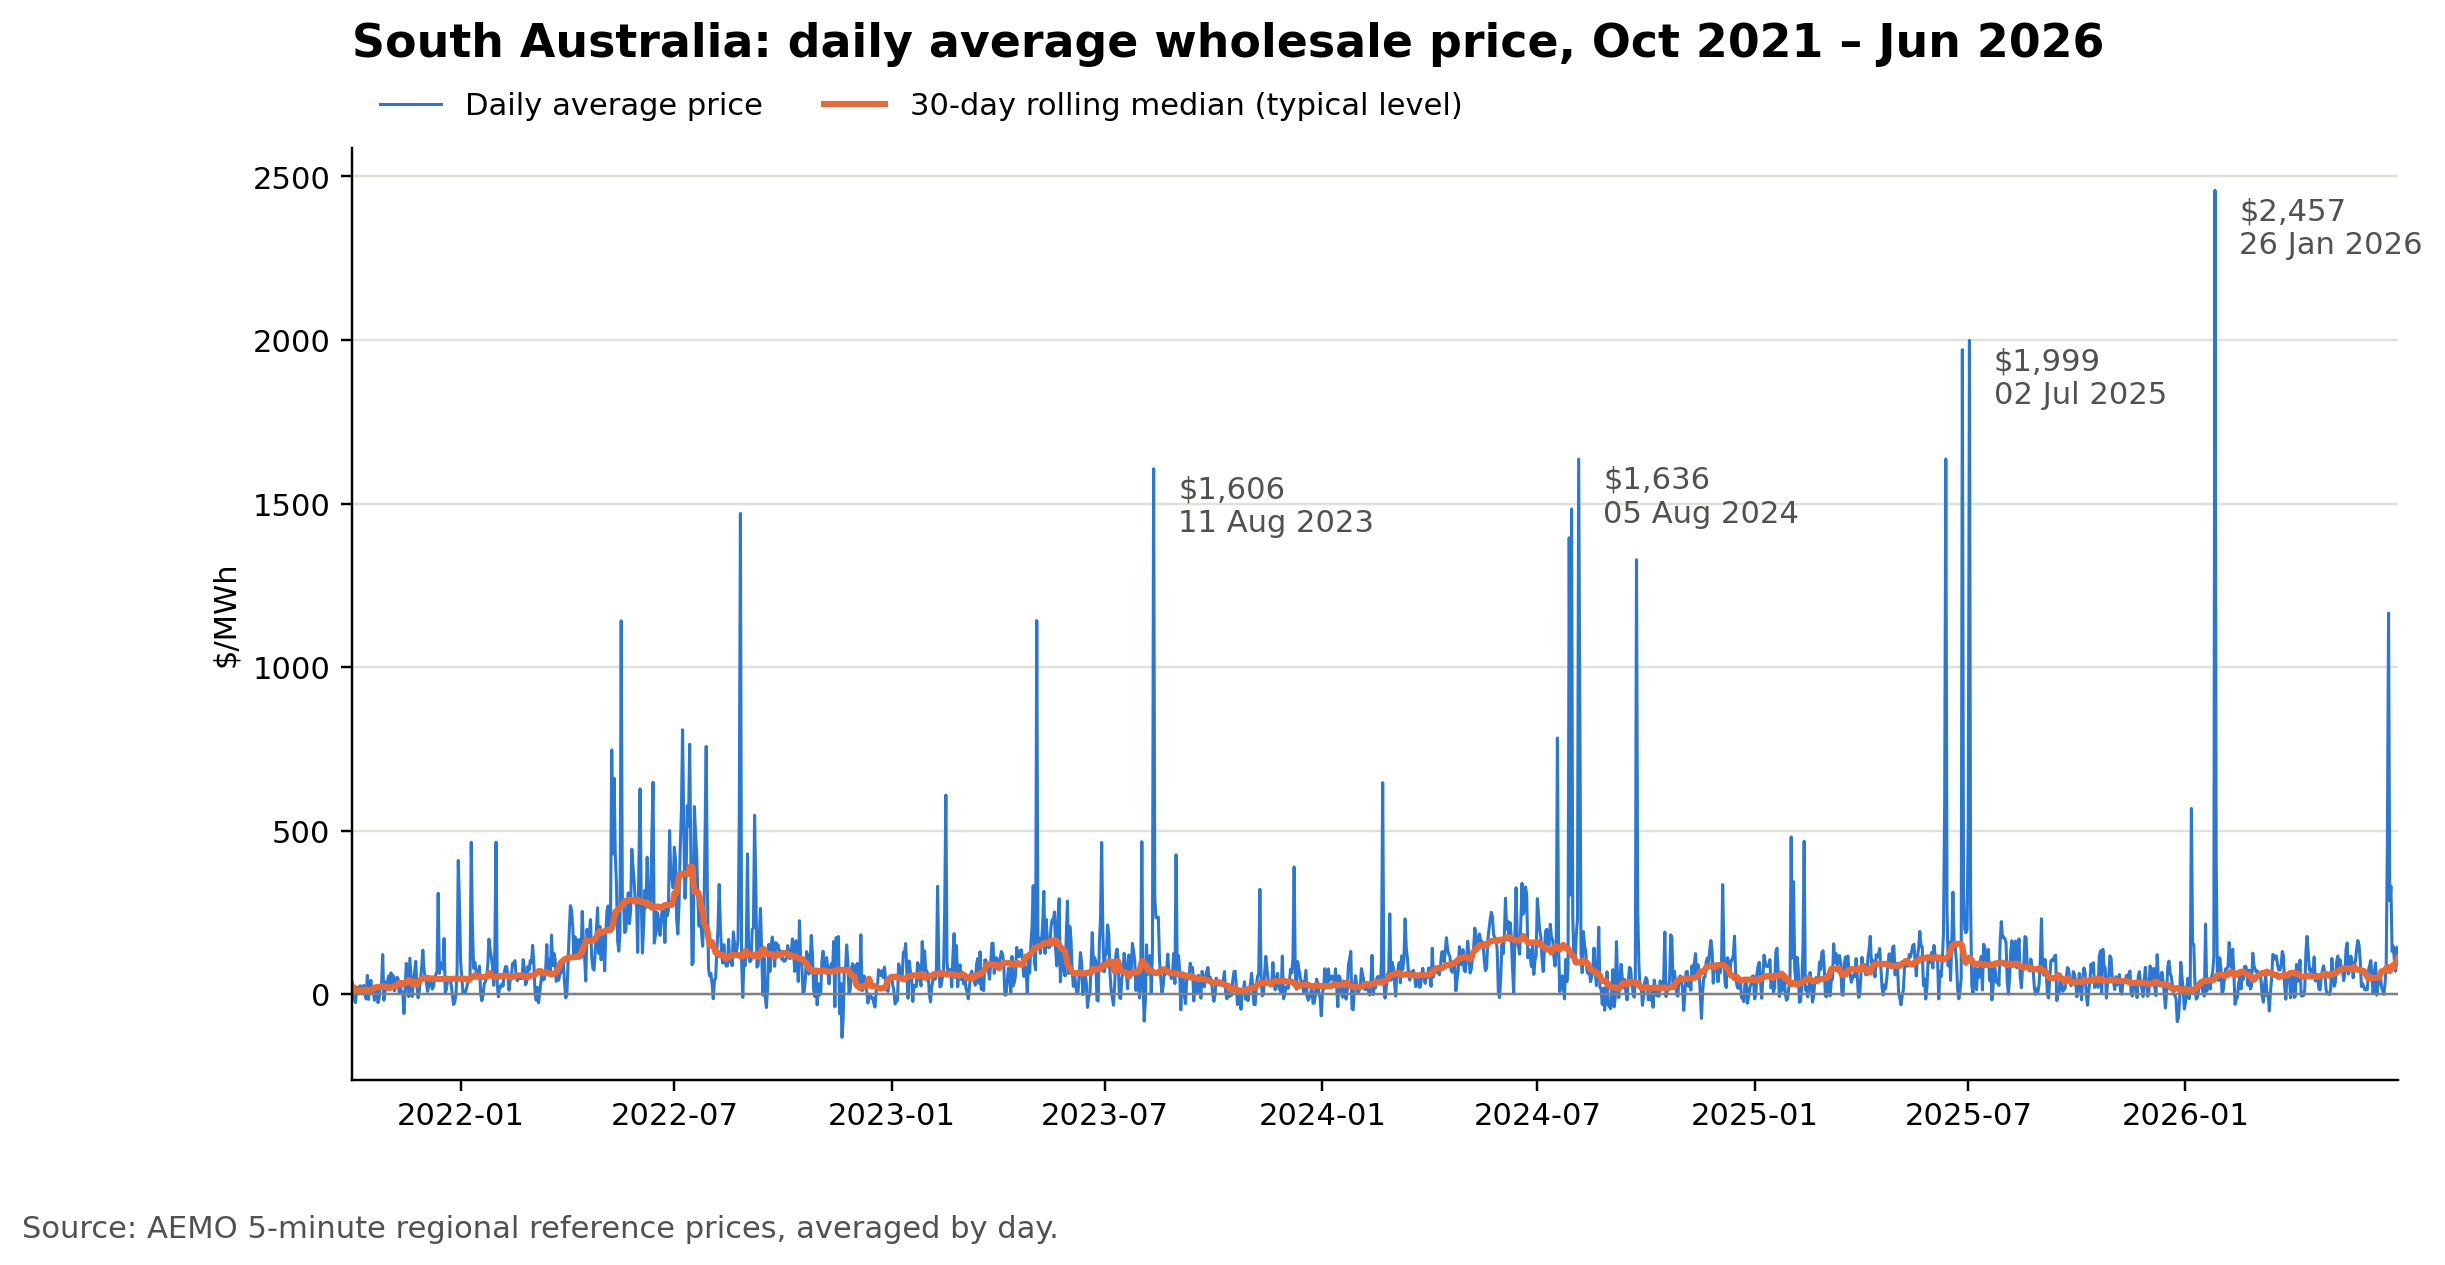 South Australia: daily average wholesale price, Oct 2021 – Jun 2026
Daily average price
30-day rolling median (typical level)
$/MWh
2500
2000
1500
1000
500
0
$1,606
11 Aug 2023
$1,636
05 Aug 2024
$1,999
02 Jul 2025
$2,457
26 Jan 2026
2022-01
2022-07
2023-01
2023-07
2024-01
2024-07
2025-01
2025-07
2026-01
Source: AEMO 5-minute regional reference prices, averaged by day.